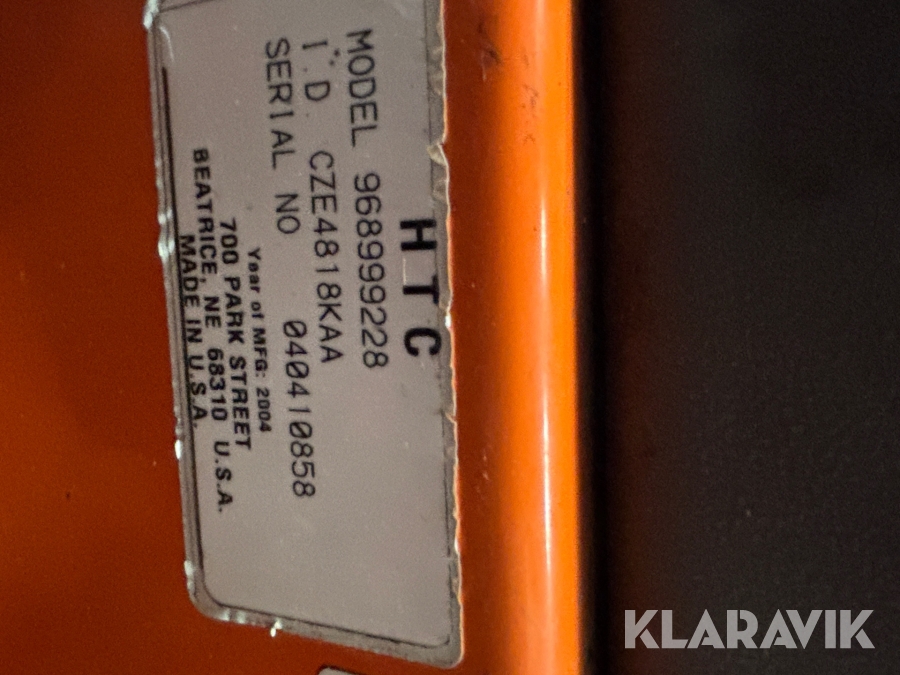 HTC
MODEL 968999228
I.D. CZE4818KAA
SERIAL NO 040410858
Year of MFG: 2004
700 PARK STREET
BEATRICE, NE 68310 U.S.A.
MADE IN U.S.A.
KLARAVIK